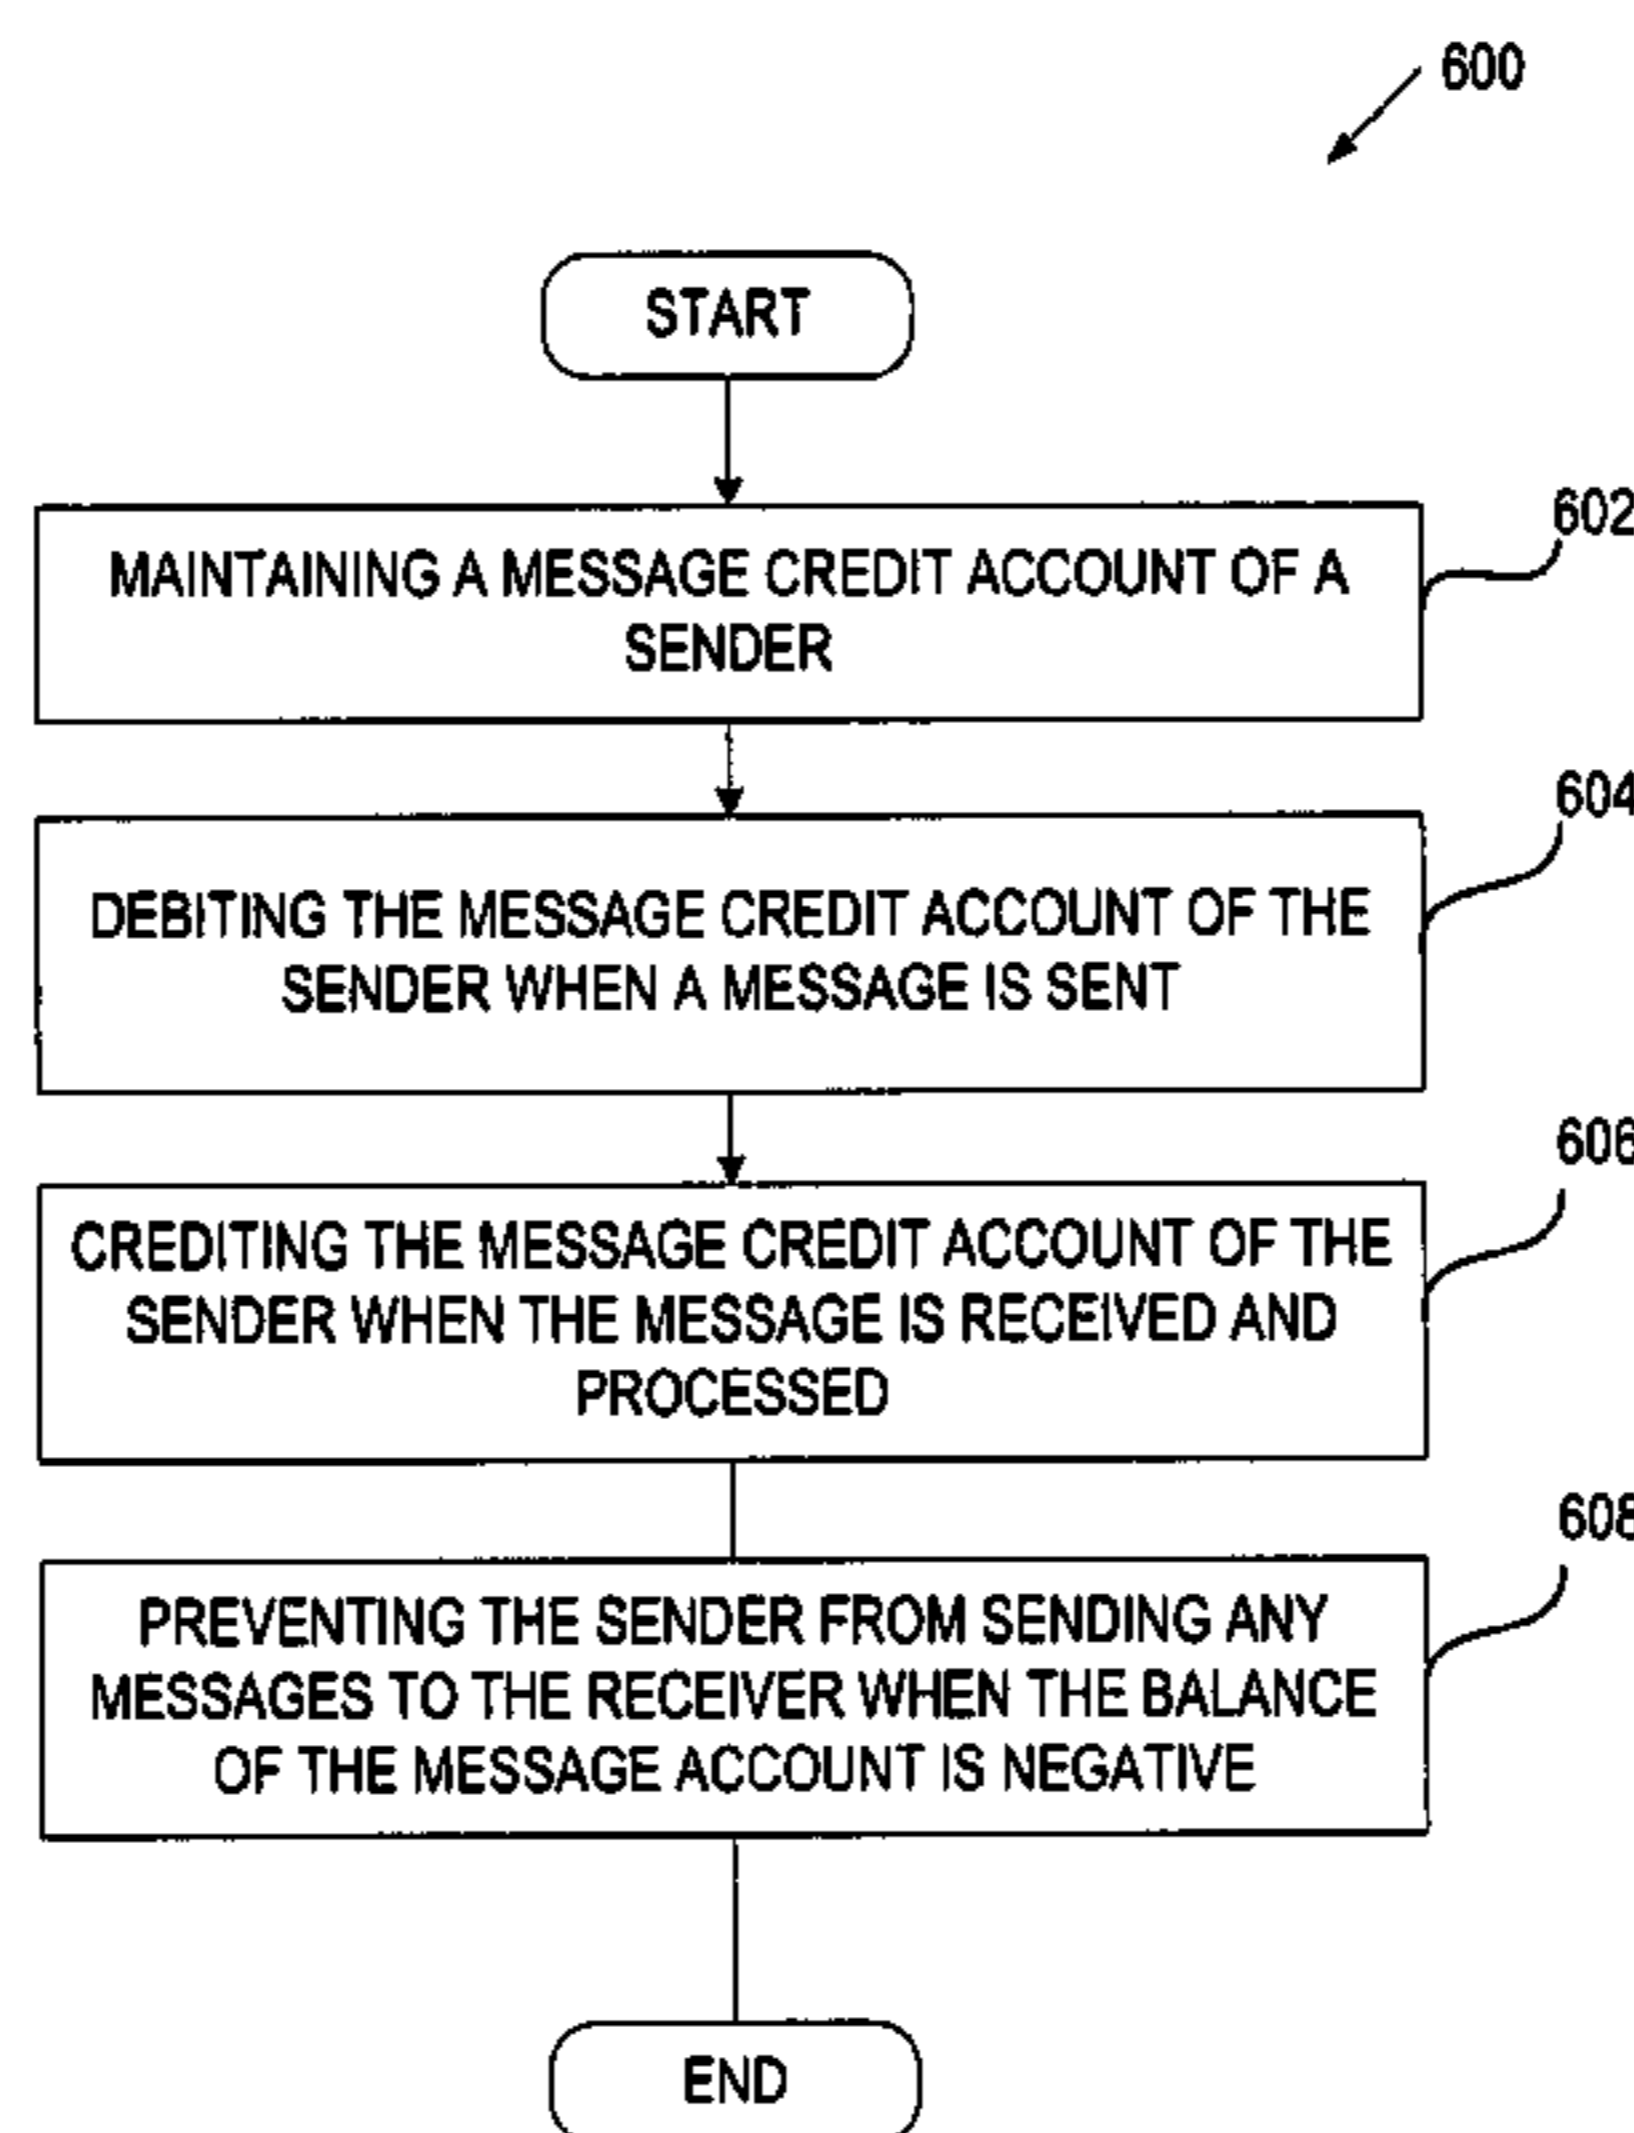 600
START
602
MAINTAINING A MESSAGE CREDIT ACCOUNT OF A
SENDER
604
DEBITING THE MESSAGE CREDIT ACCOUNT OF THE
SENDER WHEN A MESSAGE IS SENT
606
CREDITING THE MESSAGE CREDIT ACCOUNT OF THE
SENDER WHEN THE MESSAGE IS RECEIVED AND
PROCESSED
608
PREVENTING THE SENDER FROM SENDING ANY
MESSAGES TO THE RECEIVER WHEN THE BALANCE
OF THE MESSAGE ACCOUNT IS NEGATIVE
END